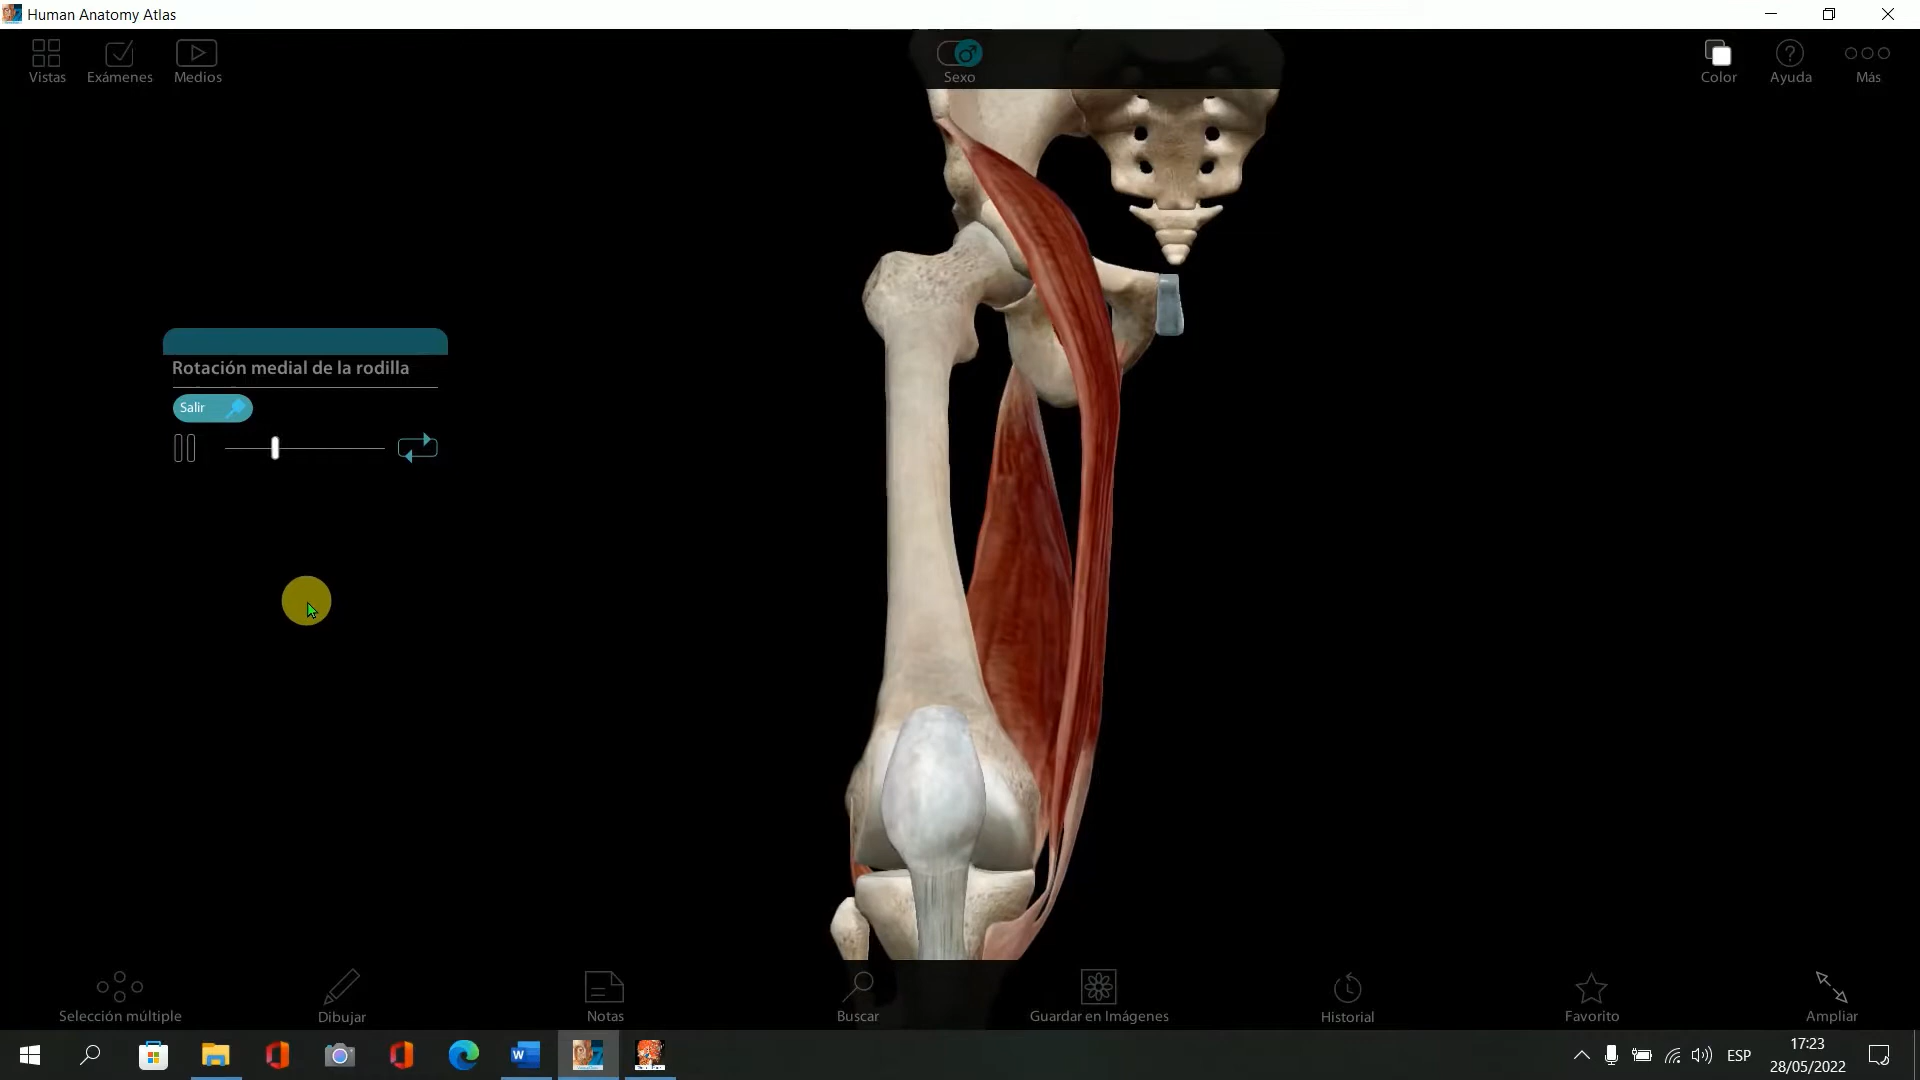 Human Anatomy Atlas
Vistas
Exámenes
Medios
Sexo
Color
Ayuda
Más
Rotación medial de la rodilla
Salir
Selección múltiple
Dibujar
Notas
Buscar
Guardar en Imágenes
Historial
Favorito
Ampliar
ESP
17:23
28/05/2022